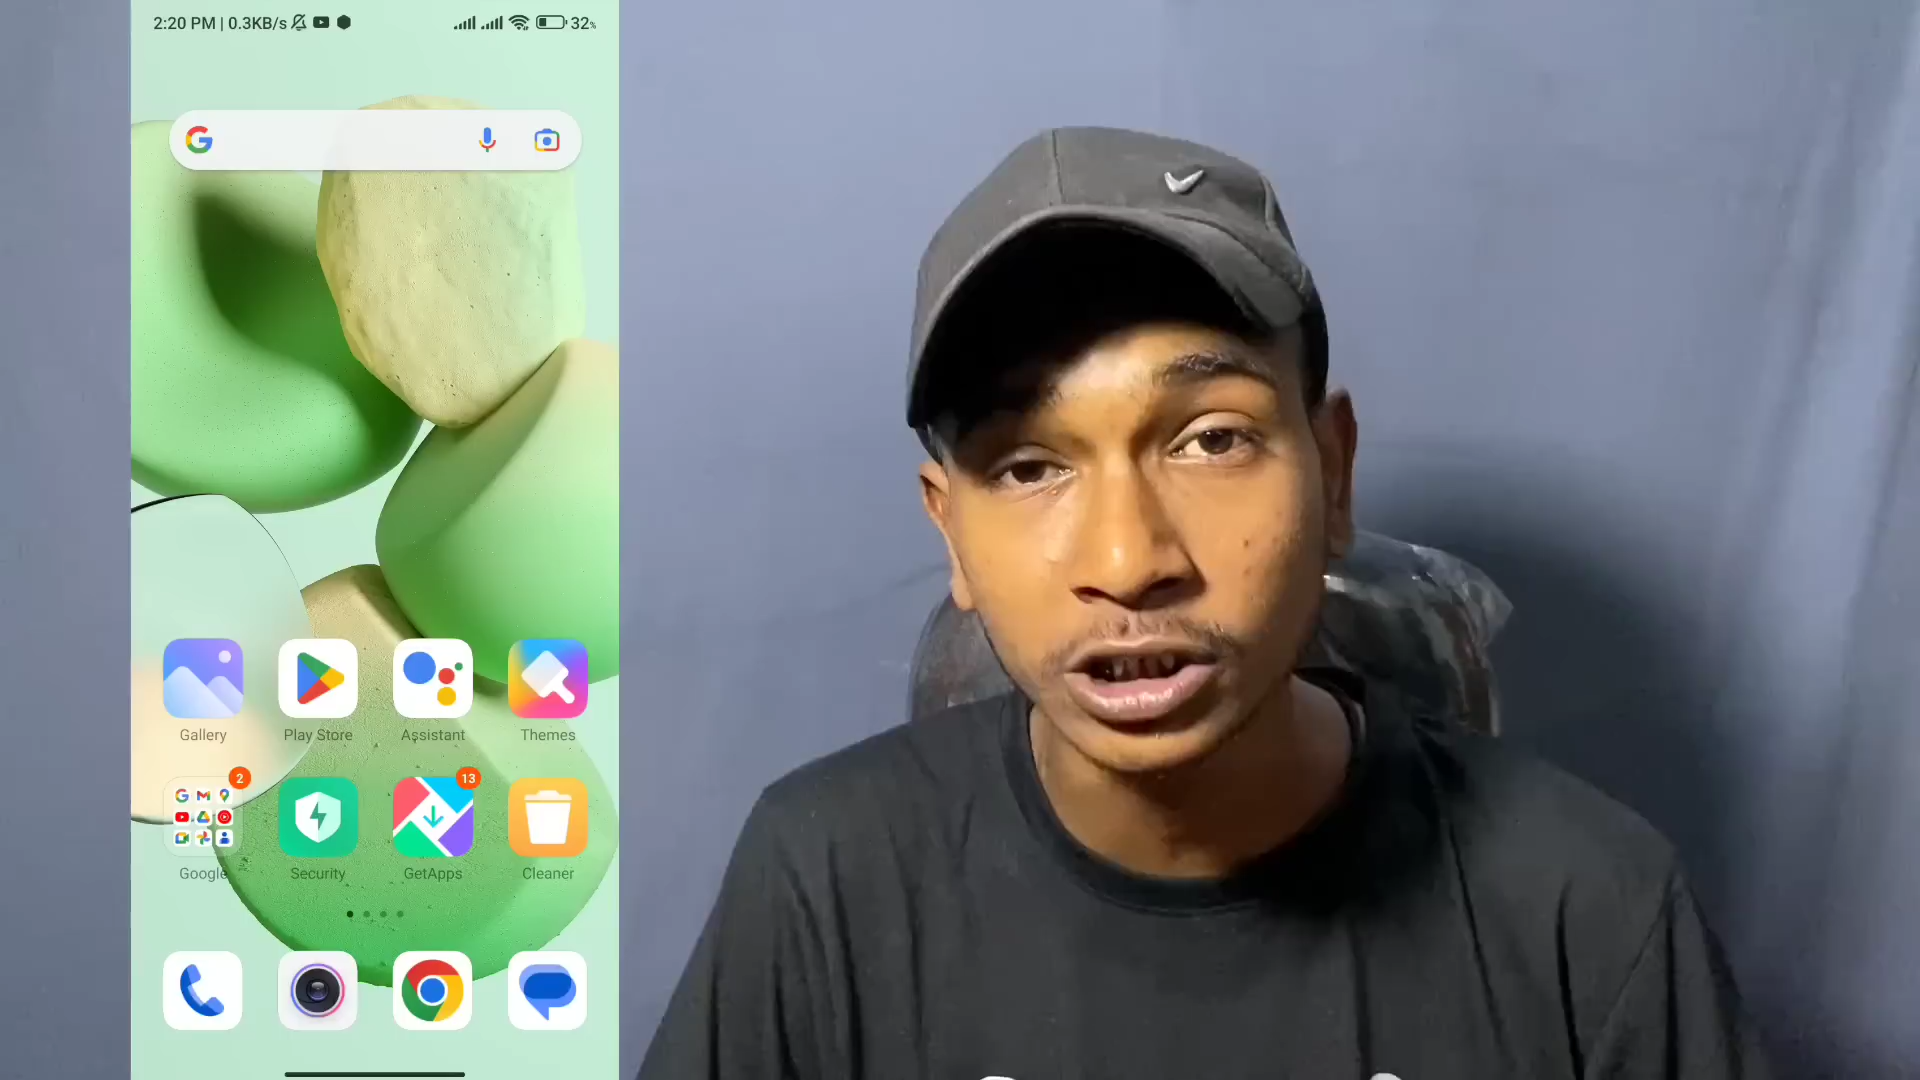 2:20 PM | 0.3KB/s
32%
Gallery Play Store Assistant Themes
2
13
Google Security GetApps Cleaner